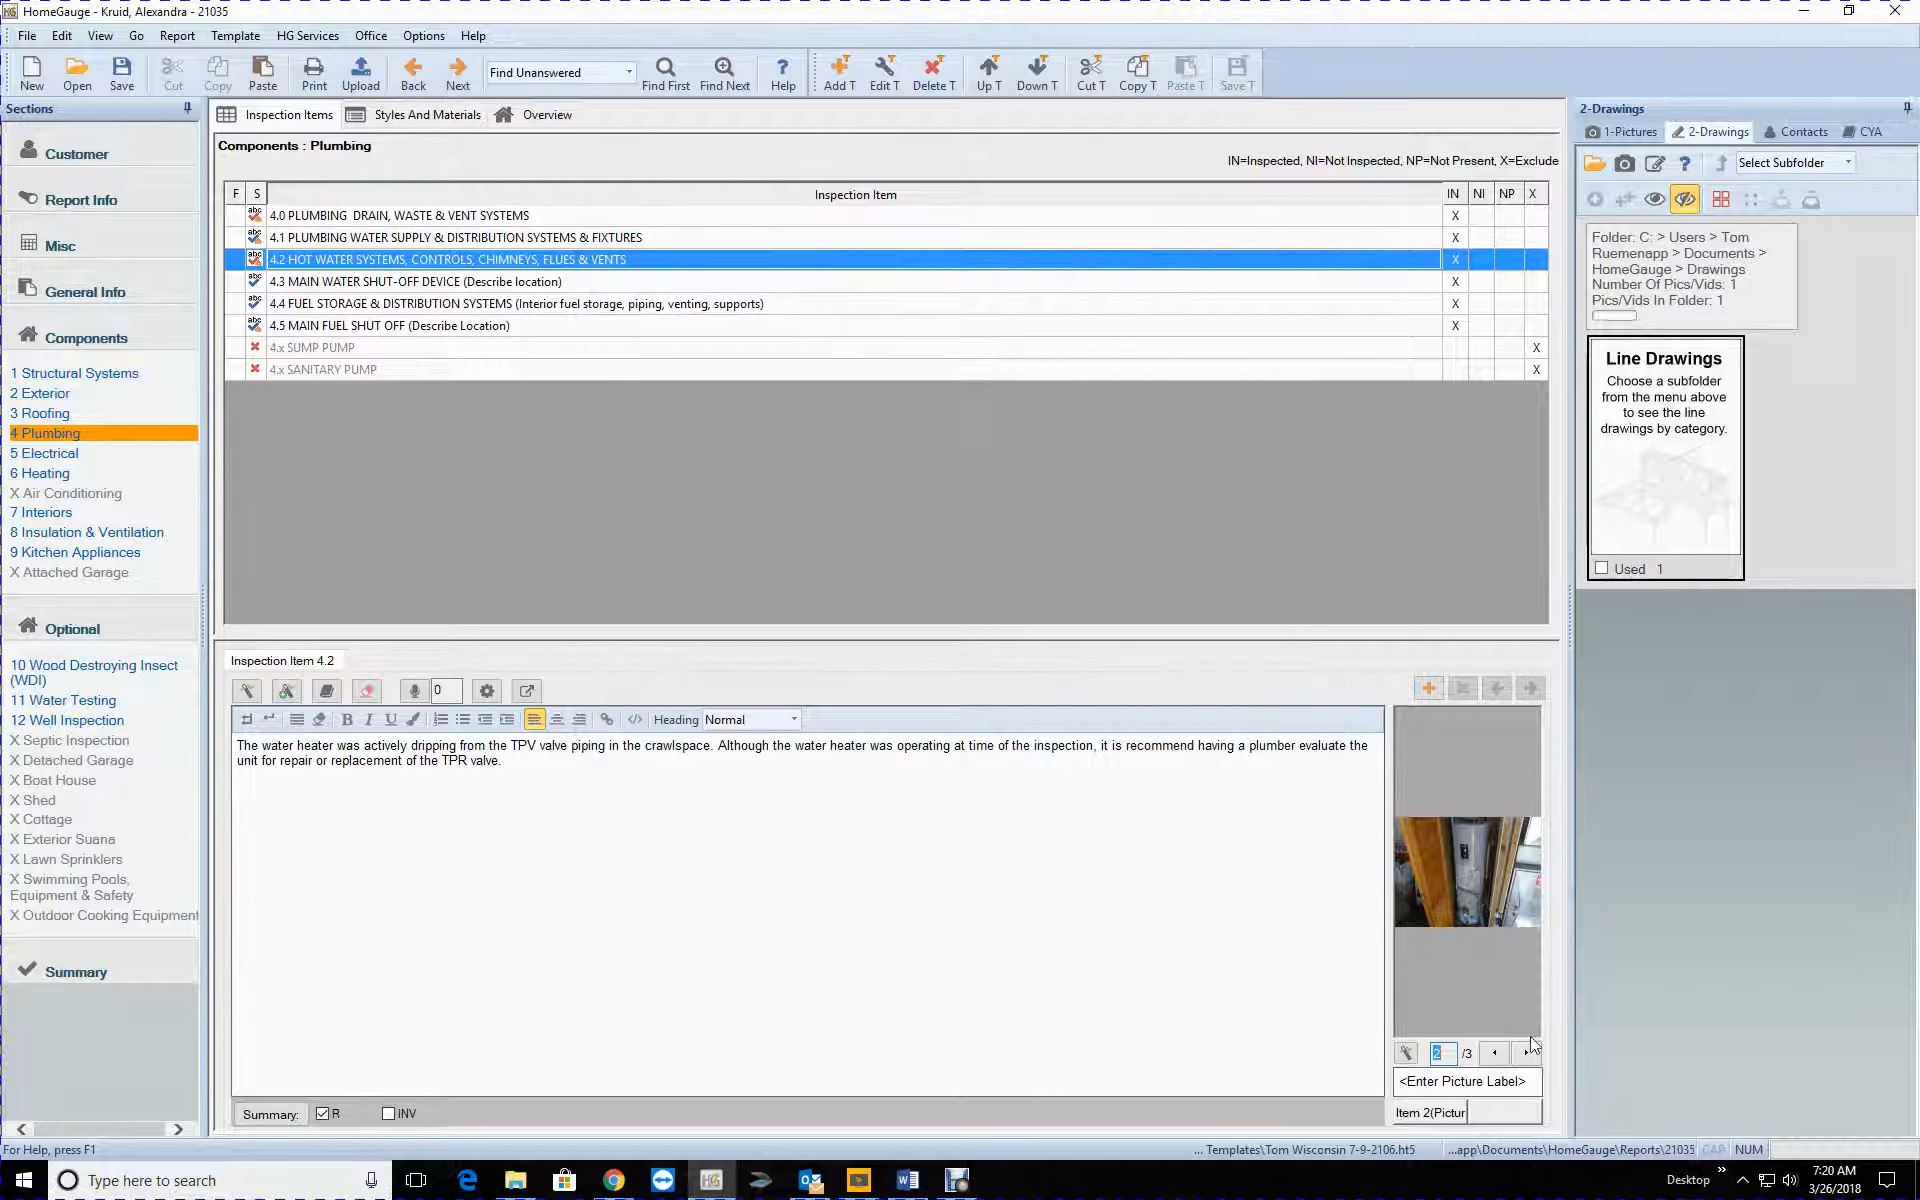 HomeGauge - Kruid, Alexandra - 21035
File Edit View Go Report Template HG Services Office Options Help
New Open Save Cut Copy Paste Print Upload Back Next Find Unanswered Find First Find Next Help Add T Edit T Delete T Up T Down T Cut T Copy T Paste T Save T
Sections
Customer
Report Info
Misc
General Info
Components
1 Structural Systems
2 Exterior
3 Roofing
4 Plumbing
5 Electrical
6 Heating
X Air Conditioning
7 Interiors
8 Insulation & Ventilation
9 Kitchen Appliances
X Attached Garage
Optional
10 Wood Destroying Insect
(WDI)
11 Water Testing
12 Well Inspection
X Septic Inspection
X Detached Garage
X Boat House
X Shed
X Cottage
X Exterior Suana
X Lawn Sprinklers
X Swimming Pools,
Equipment & Safety
X Outdoor Cooking Equipment
Summary
Inspection Items Styles And Materials Overview
Components : Plumbing
IN=Inspected, NI=Not Inspected, NP=Not Present, X=Exclude
F S Inspection Item IN NI NP X
abc 4.0 PLUMBING DRAIN, WASTE & VENT SYSTEMS X
abc 4.1 PLUMBING WATER SUPPLY & DISTRIBUTION SYSTEMS & FIXTURES X
abc 4.2 HOT WATER SYSTEMS, CONTROLS, CHIMNEYS, FLUES & VENTS X
abc 4.3 MAIN WATER SHUT-OFF DEVICE (Describe location) X
abc 4.4 FUEL STORAGE & DISTRIBUTION SYSTEMS (Interior fuel storage, piping, venting, supports) X
abc 4.5 MAIN FUEL SHUT OFF (Describe Location) X
4.x SUMP PUMP X
4.x SANITARY PUMP X
Inspection Item 4.2
0
B I U Heading Normal
The water heater was actively dripping from the TPV valve piping in the crawlspace. Although the water heater was operating at time of the inspection, it is recommend having a plumber evaluate the
unit for repair or replacement of the TPR valve.
2 /3
<Enter Picture Label>
Item 2(Pictur
Summary: R INV
2-Drawings
1-Pictures 2-Drawings Contacts CYA
Select Subfolder
Folder: C: > Users > Tom
Ruemenapp > Documents >
HomeGauge > Drawings
Number Of Pics/Vids: 1
Pics/Vids In Folder: 1
Line Drawings
Choose a subfolder
from the menu above
to see the line
drawings by category.
Used 1
For Help, press F1
... Templates\Tom Wisconsin 7-9-2106.ht5 ...app\Documents\HomeGauge\Reports\21035 CAP NUM
Type here to search
Desktop
7:20 AM
3/26/2018